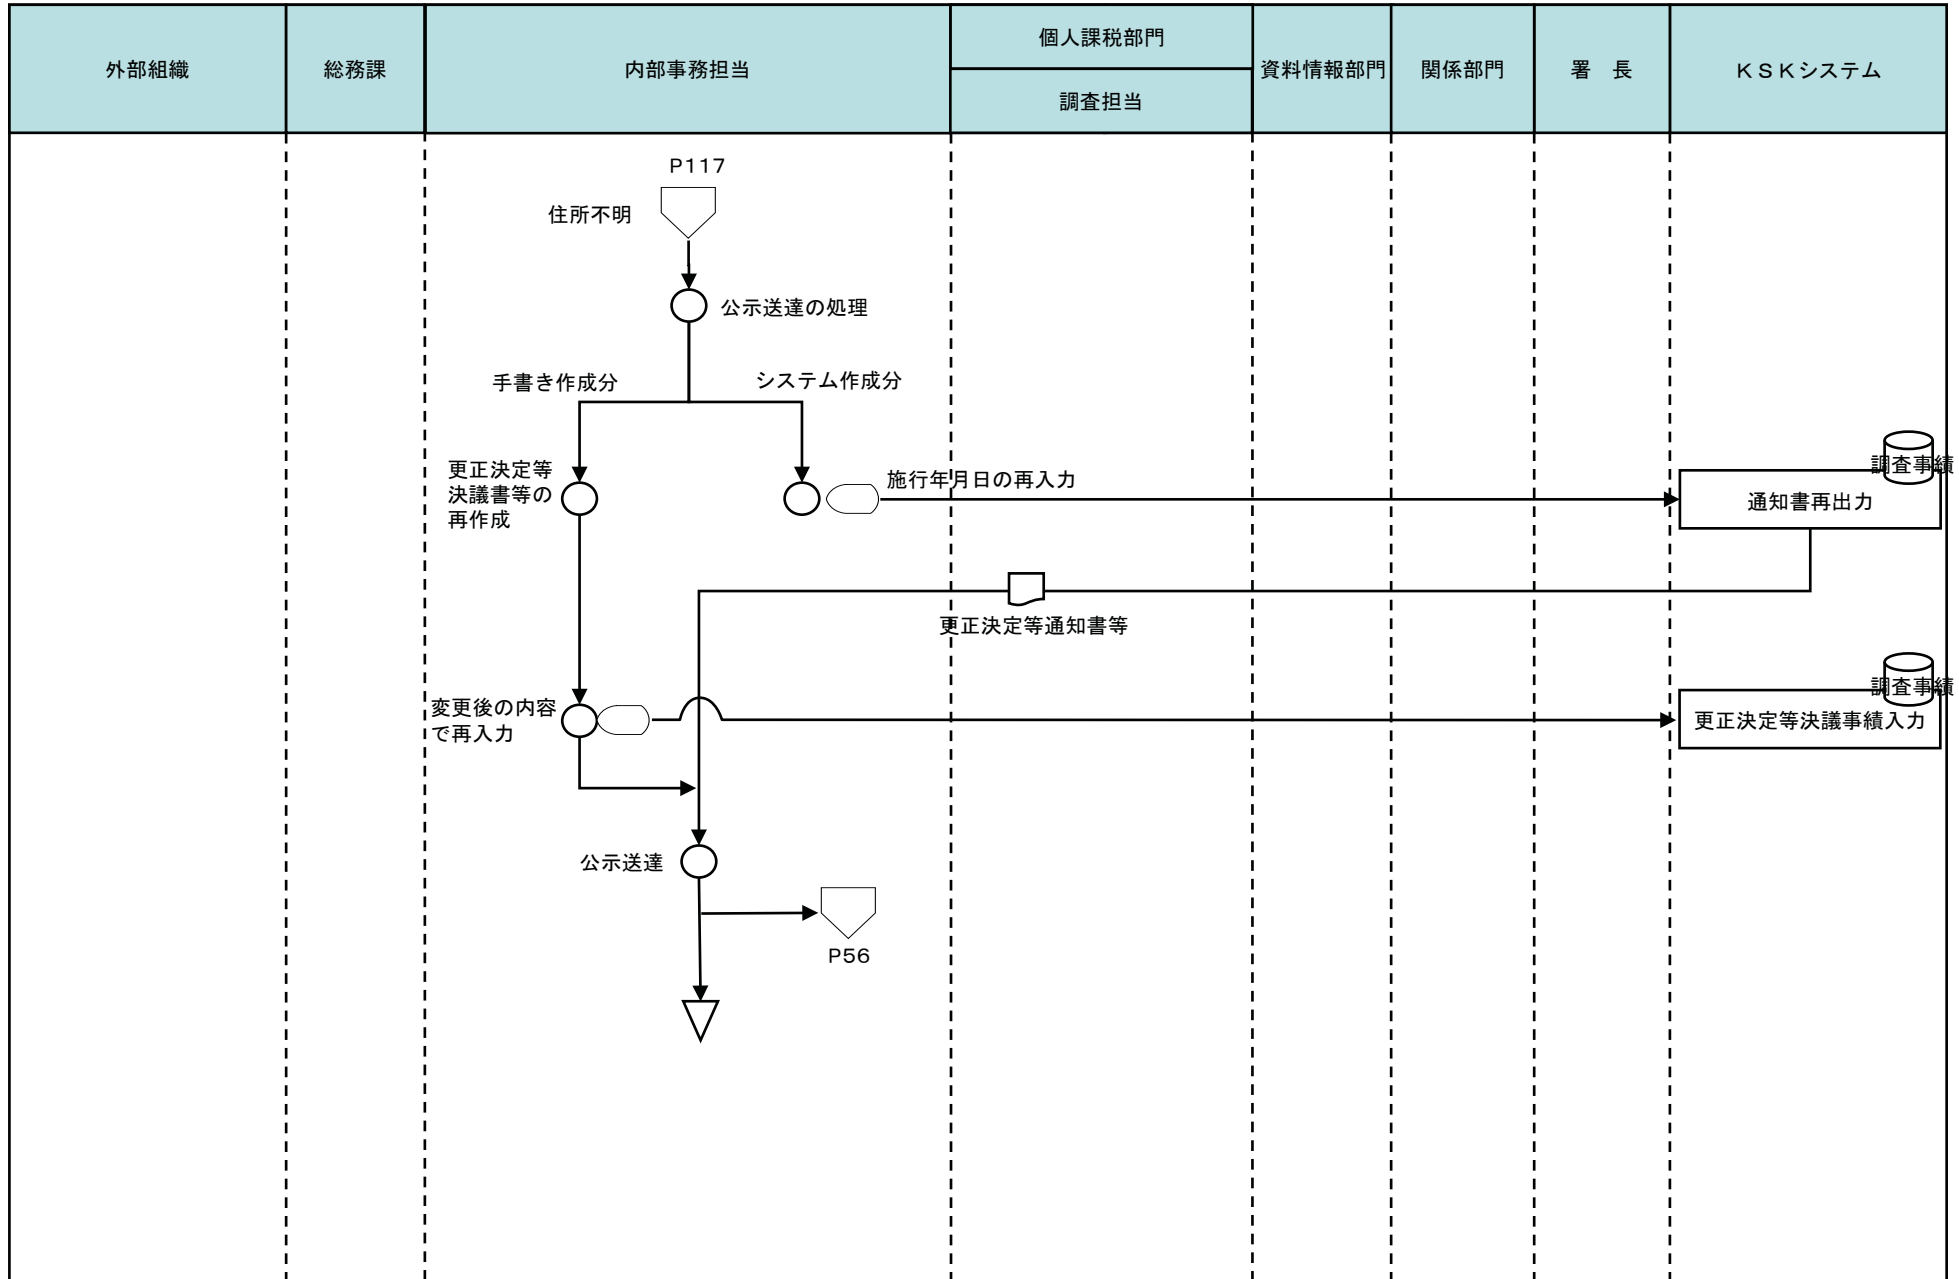 外部組織
総務課
内部事務担当
個人課税部門
調査担当
資料情報部門
関係部門
署　長
ＫＳＫシステム
P117
住所不明
公示送達の処理
手書き作成分
システム作成分
更正決定等
決議書等の
再作成
施行年月日の再入力
調査事績
通知書再出力
更正決定等通知書等
変更後の内容
で再入力
調査事績
更正決定等決議事績入力
公示送達
P56